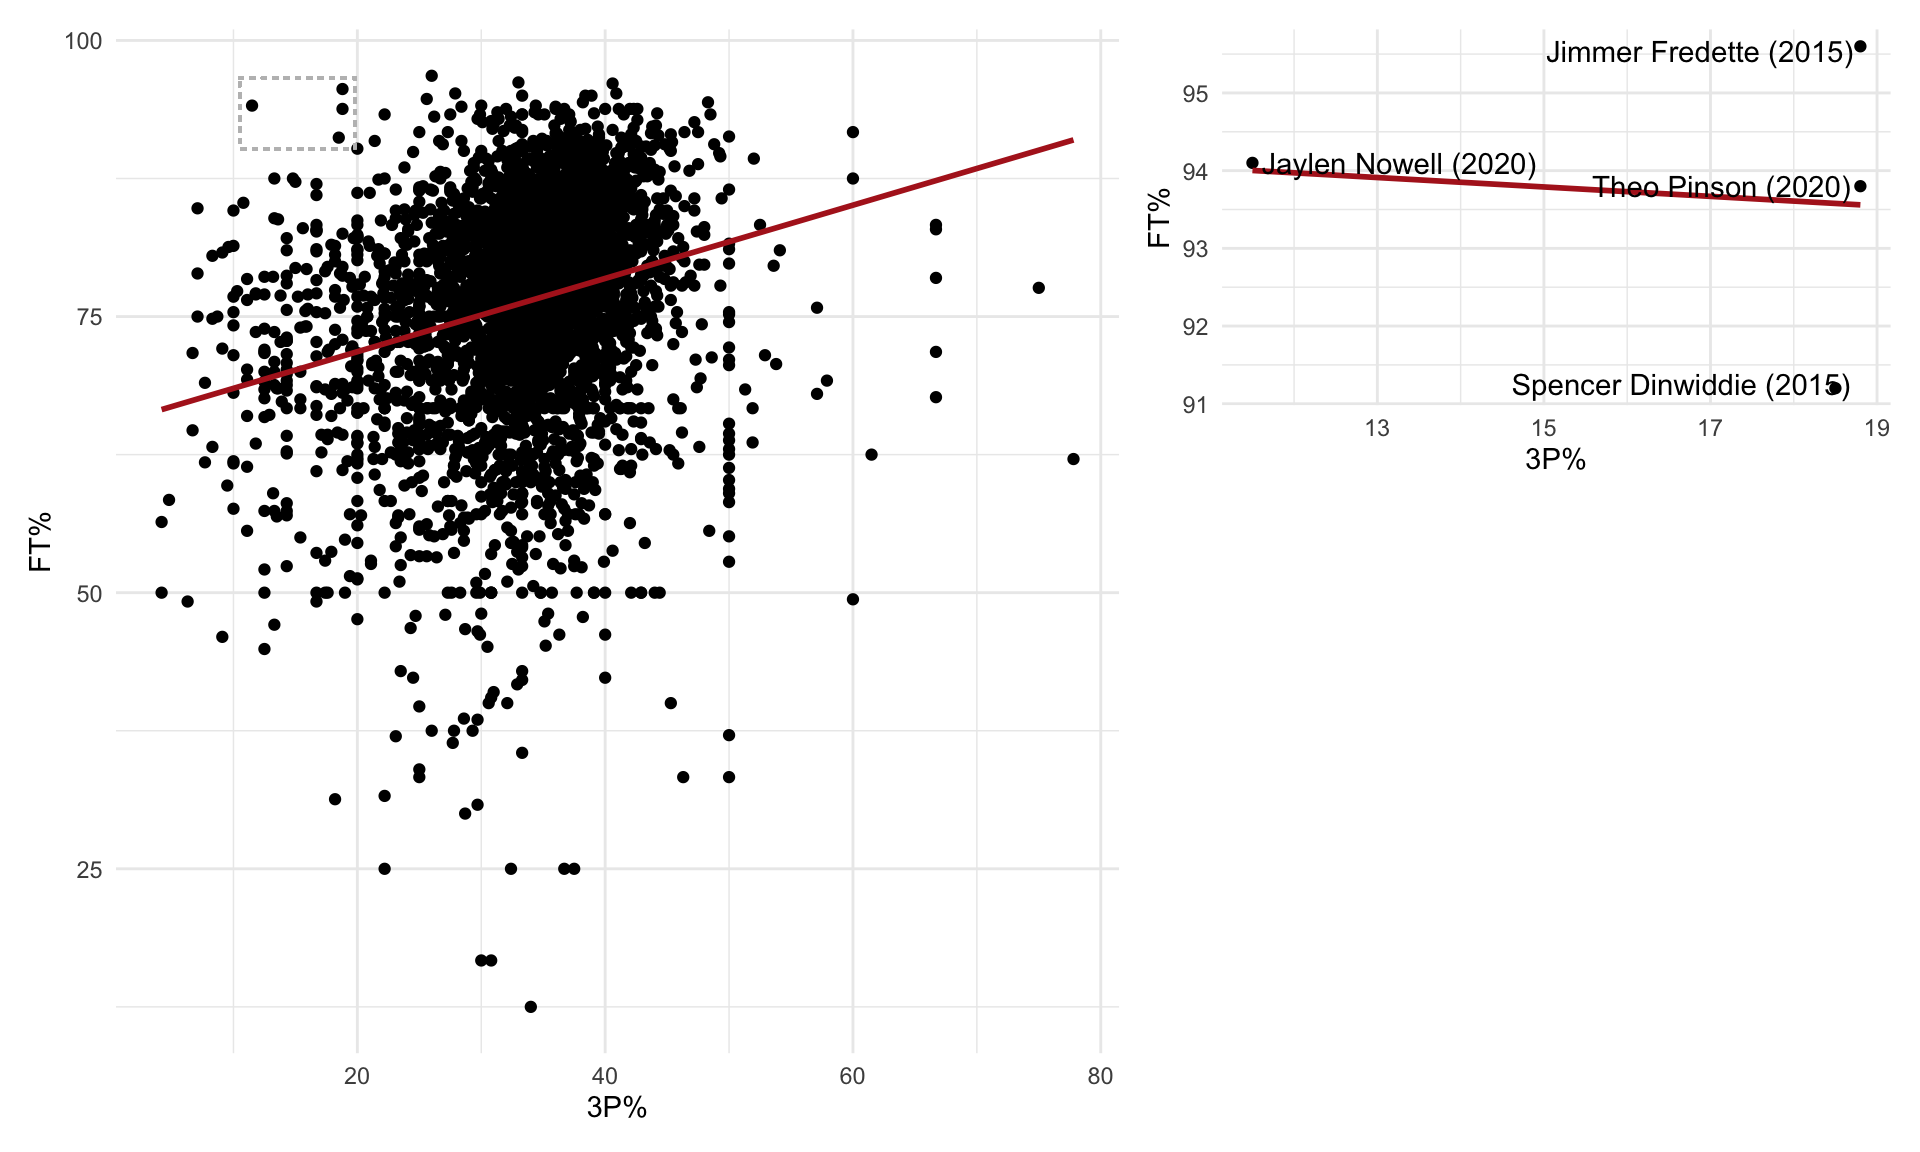 100
75
50
25
FT%
20 40 60 80
3P%
Jimmer Fredette (2015)
95
Jaylen Nowell (2020)
94
Theo Pinson (2020)
93
92
Spencer Dinwiddie (2015)
91
FT%
13 15 17 19
3P%